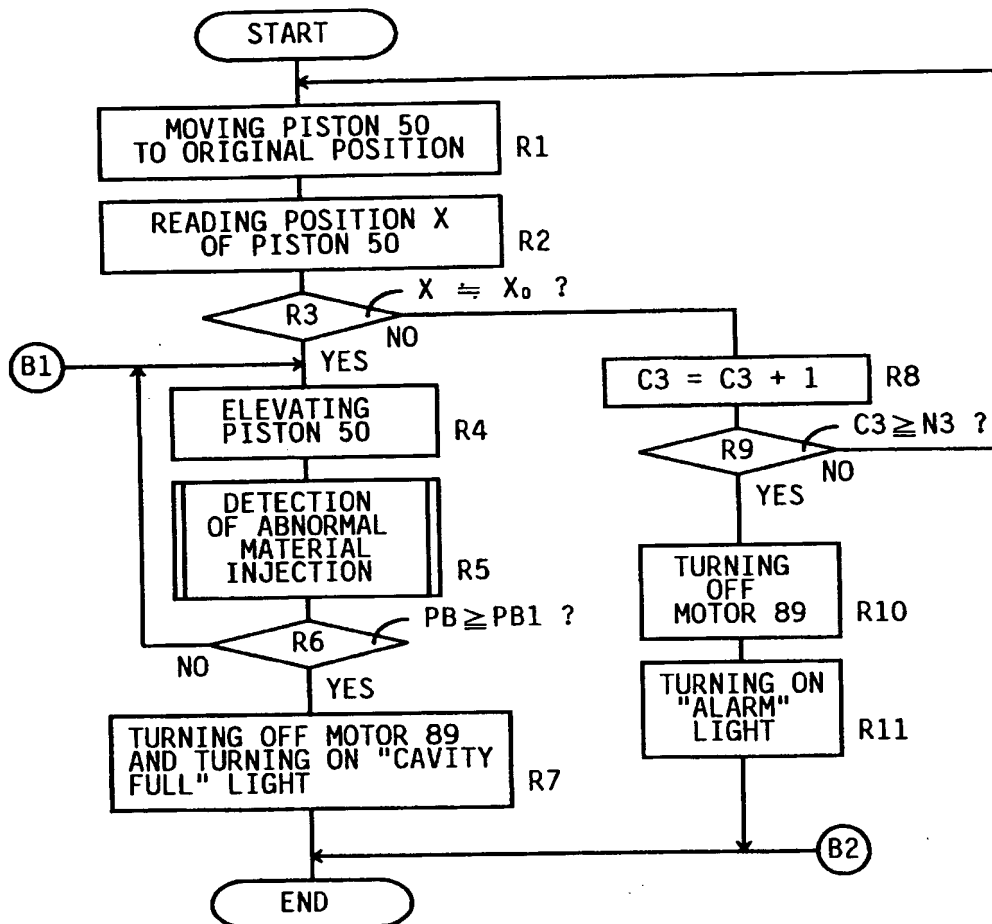 START
MOVING PISTON 50
TO ORIGINAL POSITION
R1
READING POSITION X
OF PISTON 50
R2
R3
X ≒ X₀ ?
NO
YES
B1
ELEVATING
PISTON 50
R4
DETECTION
OF ABNORMAL
MATERIAL
INJECTION
R5
R6
PB≧PB1 ?
NO
YES
TURNING OFF MOTOR 89
AND TURNING ON "CAVITY
FULL" LIGHT
R7
C3 = C3 + 1
R8
R9
C3≧N3 ?
NO
YES
TURNING
OFF
MOTOR 89
R10
TURNING ON
"ALARM"
LIGHT
R11
B2
END